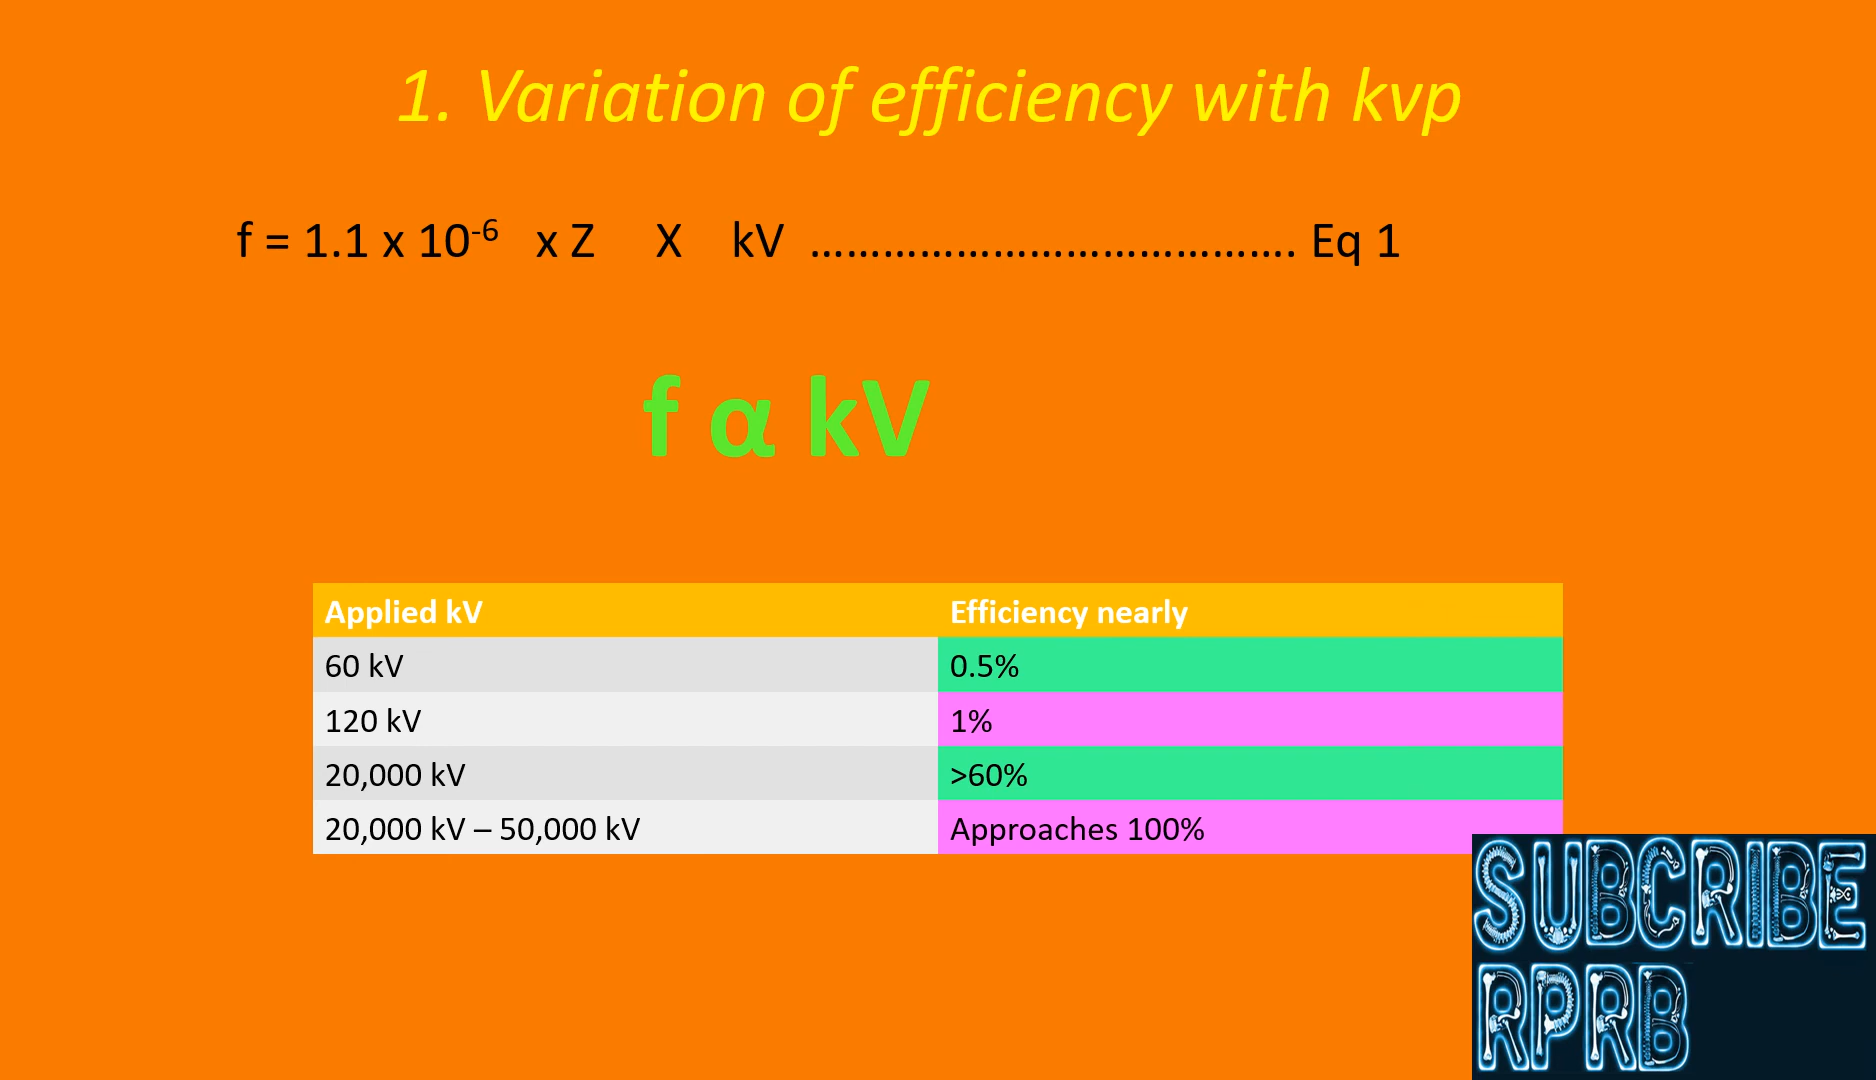 1. Variation of efficiency with kvp
f = 1.1 x 10⁻⁶ x Z X kV ………………………………… Eq 1
f α kV
Applied kV Efficiency nearly
60 kV 0.5%
120 kV 1%
20,000 kV >60%
20,000 kV – 50,000 kV Approaches 100%
SUBCRIBE
RPRB